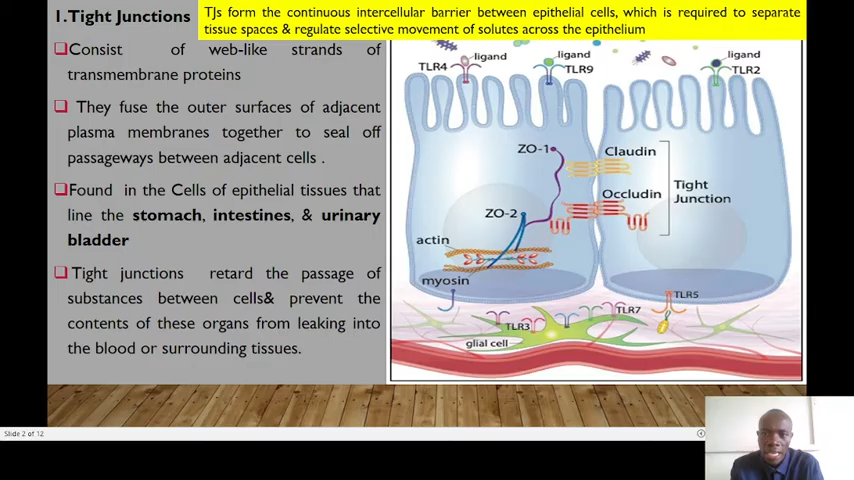 1.Tight Junctions
TJs form the continuous intercellular barrier between epithelial cells, which is required to separate
tissue spaces & regulate selective movement of solutes across the epithelium
Consist of web-like strands of
transmembrane proteins
They fuse the outer surfaces of adjacent
plasma membranes together to seal off
passageways between adjacent cells .
Found in the Cells of epithelial tissues that
line the stomach, intestines, & urinary
bladder
Tight junctions retard the passage of
substances between cells& prevent the
contents of these organs from leaking into
the blood or surrounding tissues.
ligand
TLR4
ligand
TLR9
ligand
TLR2
ZO-1
Claudin
Occludin
Tight
Junction
ZO-2
actin
myosin
TLR5
TLR7
TLR3
glial cell
Slide 2 of 12